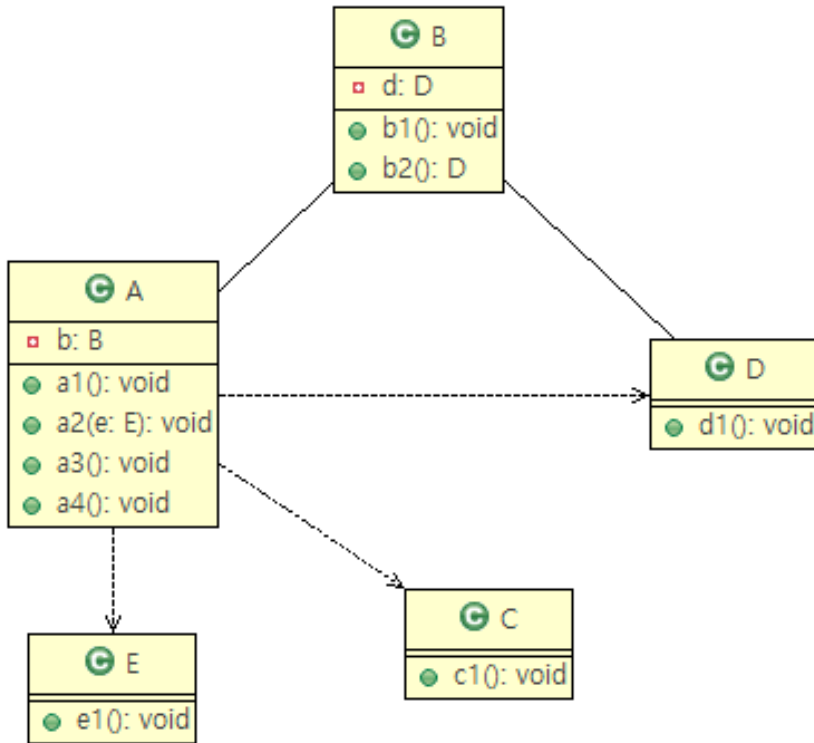 C B
d: D
b1(): void
b2(): D
C A
b: B
a1(): void
a2(e: E): void
a3(): void
a4(): void
C D
d1(): void
C C
c1(): void
C E
e1(): void